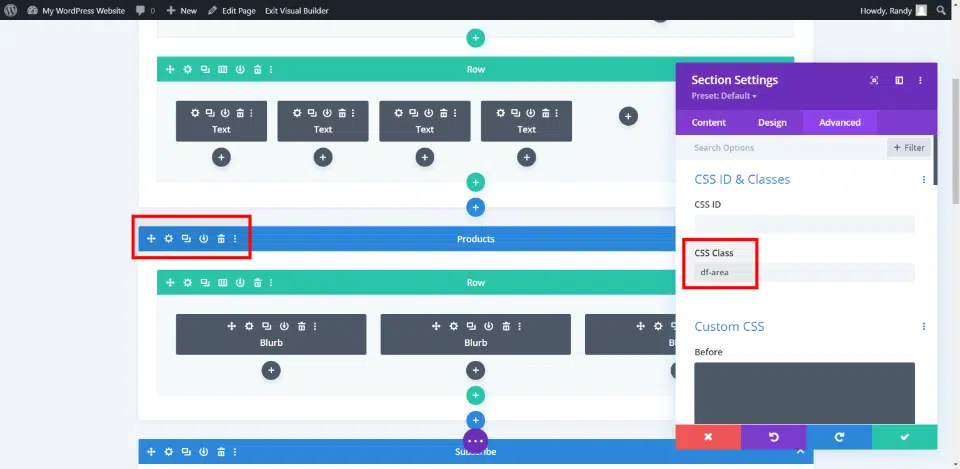 My WordPress Website 0 New Edit Page Exit Visual Builder Howdy, Randy
Row
Text Text Text Text
Products
Row
Blurb Blurb
Subscribe
Section Settings
Preset: Default
Content Design Advanced
Search Options + Filter
CSS ID & Classes
CSS ID
CSS Class
df-area
Custom CSS
Before